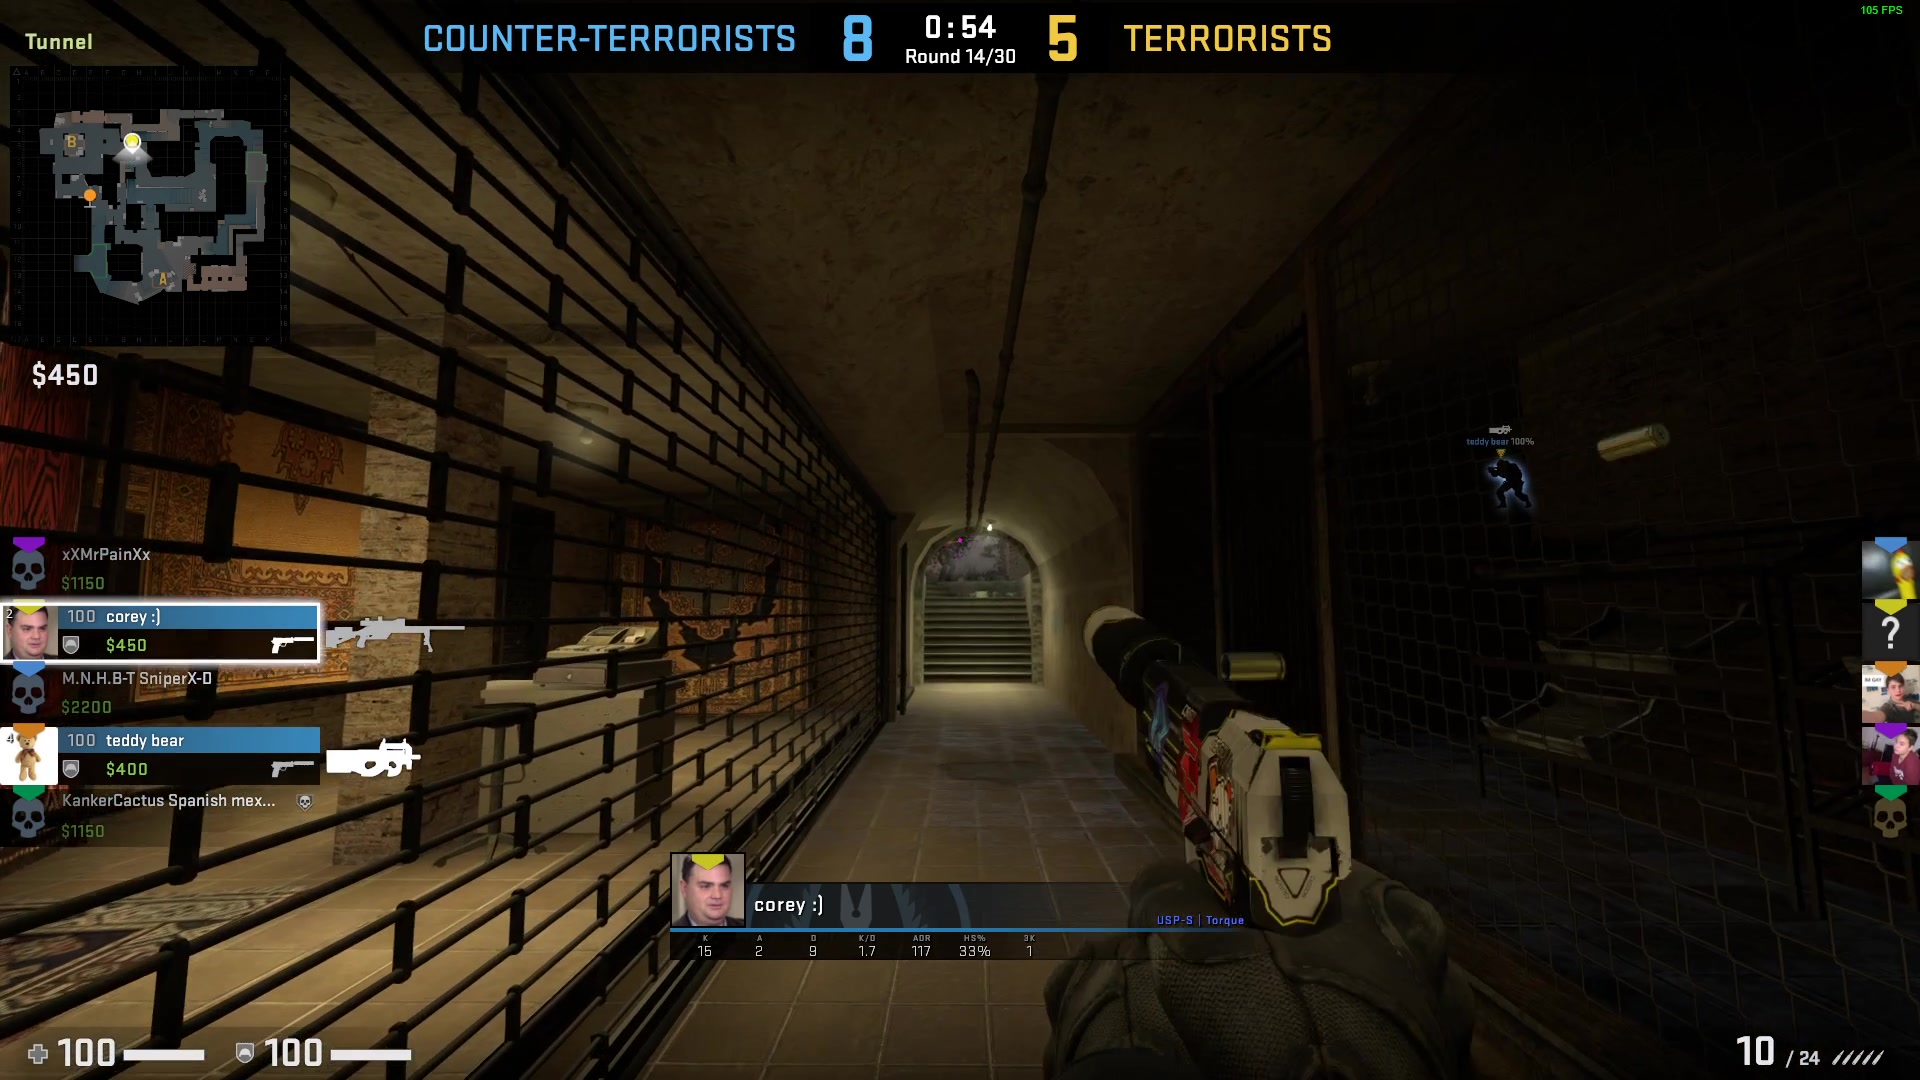 105 FPS
Tunnel
COUNTER-TERRORISTS 8 0:54 5 TERRORISTS
Round 14/30
B
A
$450
teddy bear 100%
xXMrPainXx
$1150
2 100 corey :)
$450
M.N.H.B-T SniperX-D
$2200
4 100 teddy bear
$400
KankerCactus Spanish mex...
$1150
?
corey :)
USP-S | Torque
K A D K/D ADR HS% 3K
15 2 9 1.7 117 33% 1
100 100
10 / 24